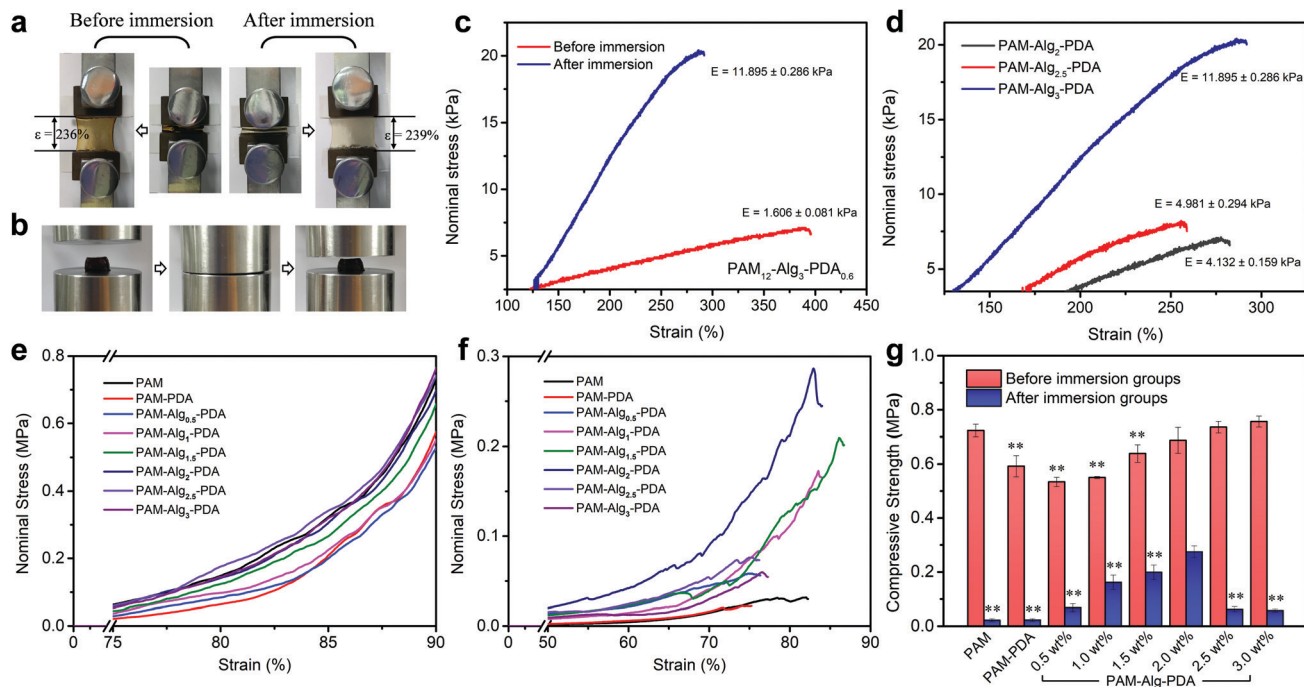 a
Before immersion
After immersion
ε = 236%
ε = 239%
b
c
Nominal stress (kPa)
20
15
10
5
Before immersion
After immersion
E = 11.895 ± 0.286 kPa
E = 1.606 ± 0.081 kPa
PAM₁₂-Alg₃-PDA₀.₆
100 150 200 250 300 350 400 450
Strain (%)
d
Nominal stress (kPa)
20
15
10
5
PAM-Alg₂-PDA
PAM-Alg₂.₅-PDA
PAM-Alg₃-PDA
E = 11.895 ± 0.286 kPa
E = 4.981 ± 0.294 kPa
E = 4.132 ± 0.159 kPa
150 200 250 300
Strain (%)
e
Nominal Stress (MPa)
0.8
0.6
0.4
0.2
0.0
PAM
PAM-PDA
PAM-Alg₀.₅-PDA
PAM-Alg₁-PDA
PAM-Alg₁.₅-PDA
PAM-Alg₂-PDA
PAM-Alg₂.₅-PDA
PAM-Alg₃-PDA
75 80 85 90
Strain (%)
f
Nominal Stress (MPa)
0.3
0.2
0.1
0.0
PAM
PAM-PDA
PAM-Alg₀.₅-PDA
PAM-Alg₁-PDA
PAM-Alg₁.₅-PDA
PAM-Alg₂-PDA
PAM-Alg₂.₅-PDA
PAM-Alg₃-PDA
50 60 70 80 90
Strain (%)
g
Compressive Strength (MPa)
1.0
0.8
0.6
0.4
0.2
0.0
Before immersion groups
After immersion groups
** ** ** **
** ** ** ** ** ** **
PAM
PAM-PDA
0.5 wt%
1.0 wt%
1.5 wt%
2.0 wt%
2.5 wt%
3.0 wt%
PAM-Alg-PDA